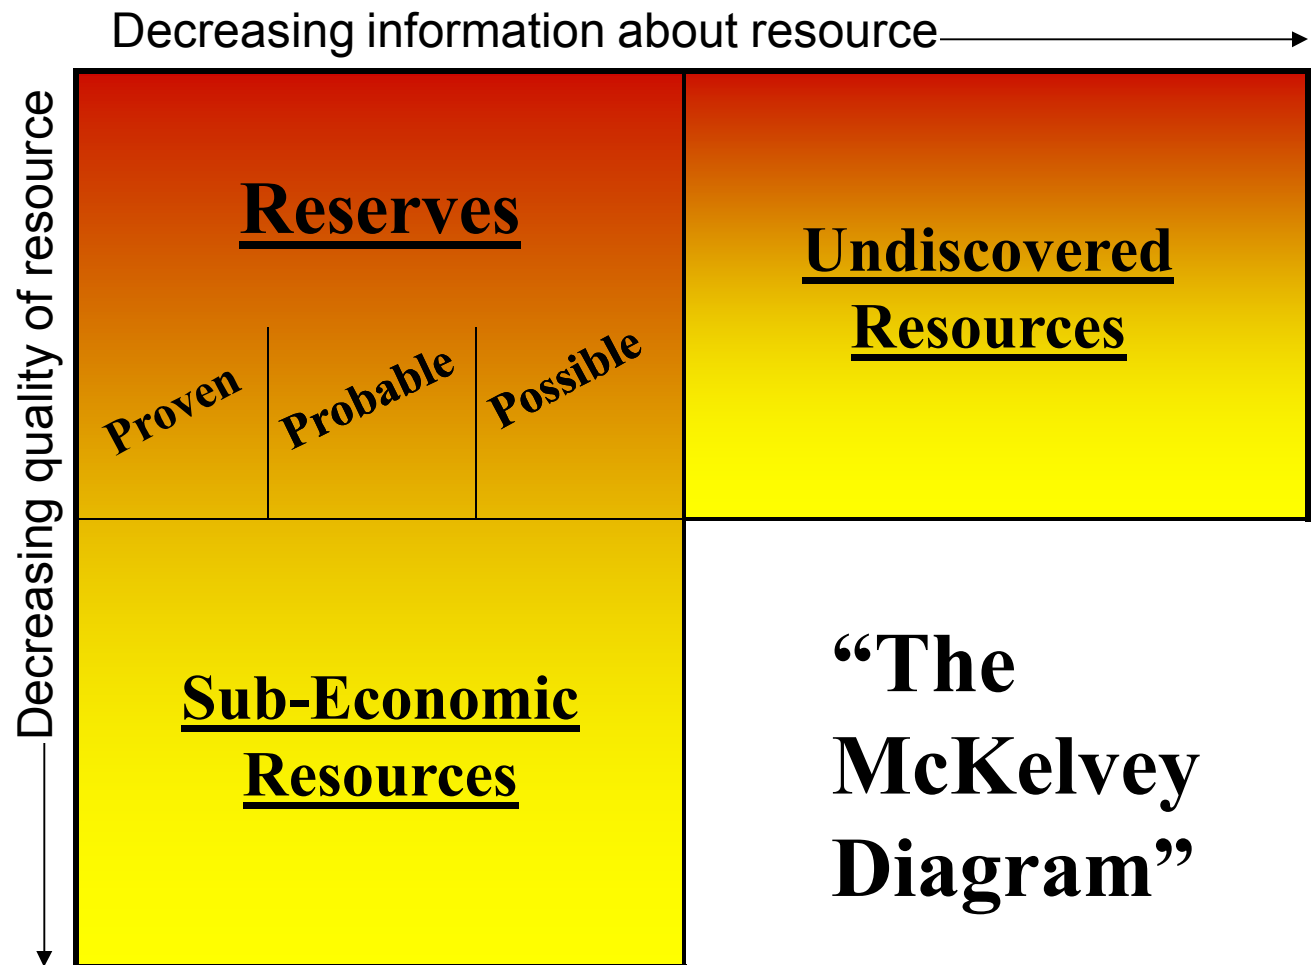 Decreasing information about resource
Decreasing quality of resource
Reserves
Undiscovered
Resources
Proven
Probable
Possible
Sub-Economic
Resources
“The
McKelvey
Diagram”